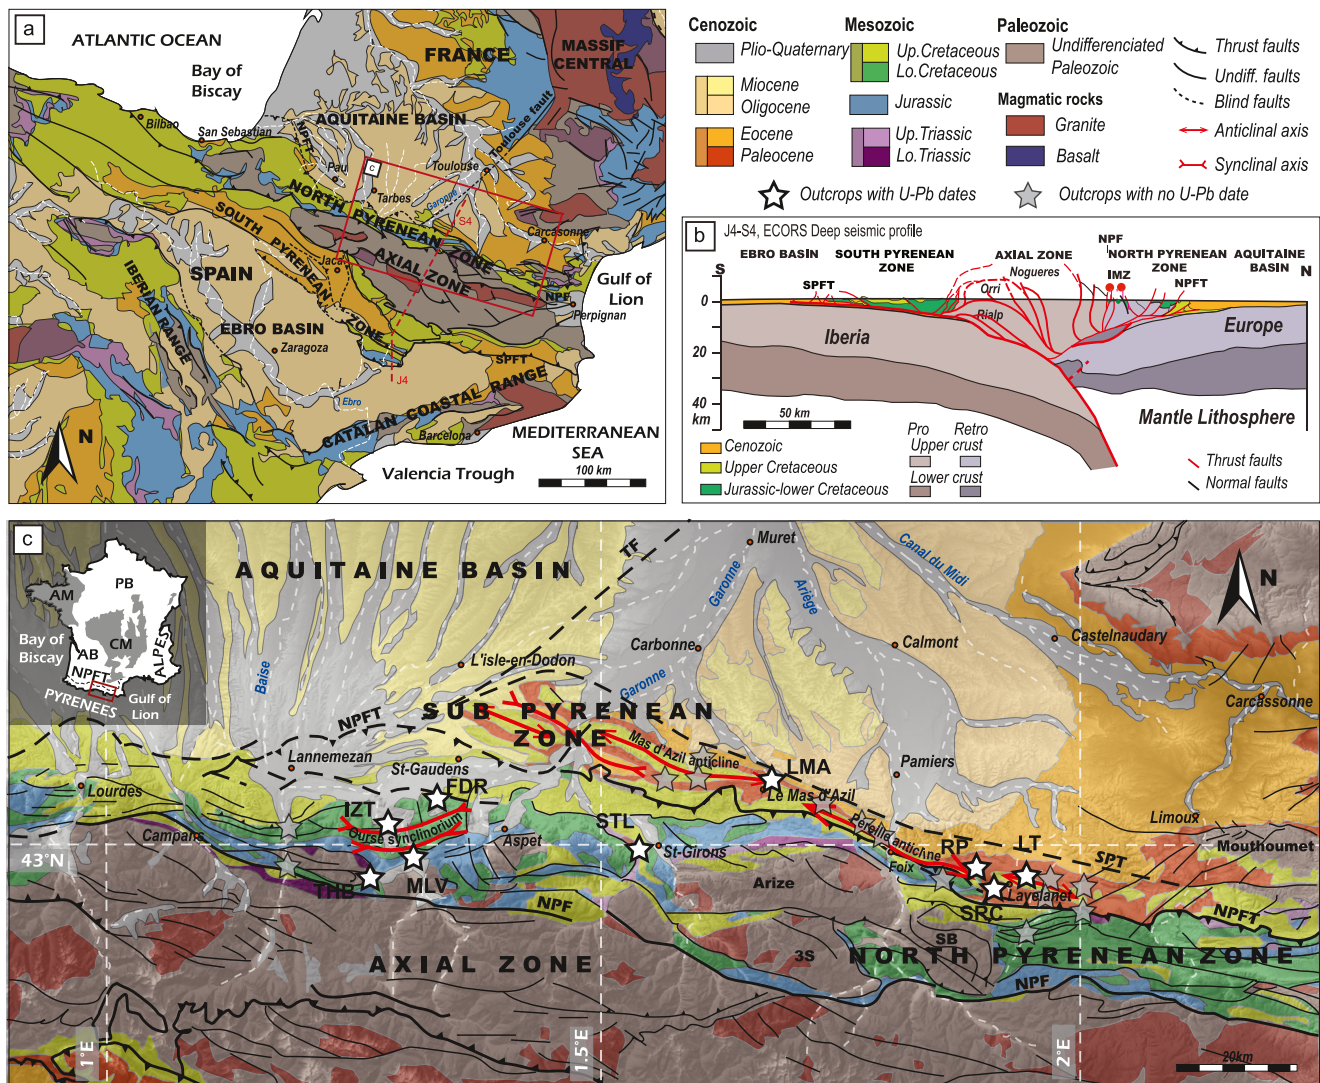 a
ATLANTIC OCEAN
Bay of
Biscay
FRANCE
MASSIF
CENTRAL
AQUITAINE BASIN
Toulouse fault
Bilbao
San Sebastian
NPFT
Pau
c
Toulouse
Tarbes
Garonne
S4
NORTH PYRENEAN ZONE
Carcasonne
SOUTH PYRENEAN ZONE
AXIAL ZONE
Jaca
SPAIN
IBERIAN RANGE
NPF
Gulf of
Lion
Perpignan
EBRO BASIN
Zaragoza
SPFT
J4
Ebro
CATALAN COASTAL RANGE
Barcelona
MEDITERRANEAN
SEA
Valencia Trough
N
100 km
Cenozoic
Plio-Quaternary
Miocene
Oligocene
Eocene
Paleocene
Mesozoic
Up.Cretaceous
Lo.Cretaceous
Jurassic
Up.Triassic
Lo.Triassic
Paleozoic
Undifferenciated
Paleozoic
Magmatic rocks
Granite
Basalt
Thrust faults
Undiff. faults
Blind faults
Anticlinal axis
Synclinal axis
Outcrops with U-Pb dates
Outcrops with no U-Pb date
b
J4-S4, ECORS Deep seismic profile
S
EBRO BASIN
SOUTH PYRENEAN
ZONE
AXIAL ZONE
NPF
NORTH PYRENEAN
ZONE
AQUITAINE
BASIN
N
SPFT
Nogueres
Orri
Rialp
IMZ
NPFT
0
20
40
km
Iberia
Europe
Mantle Lithosphere
50 km
Cenozoic
Upper Cretaceous
Jurassic-lower Cretaceous
Pro
Retro
Upper crust
Lower crust
Thrust faults
Normal faults
c
AM
PB
CM
AB
NPFT
ALPES
Bay of
Biscay
PYRENEES
Gulf of
Lion
AQUITAINE BASIN
TF
Muret
Garonne
Ariège
Canal du Midi
N
Baïse
L'isle-en-Dodon
Carbonne
Calmont
Castelnaudary
Garonne
Carcassonne
NPFT
SUB PYRENEAN
ZONE
Mas d'Azil anticline
Lannemezan
St-Gaudens
LMA
Pamiers
Lourdes
FDR
IZT
Le Mas d'Azil
Limoux
Campans
Ourse synclinorium
Aspet
STL
St-Girons
Pereille anticline
RP
LT
Mouthoumet
43°N
THB
MLV
Arize
Foix
Lavelanet
SPT
NPF
SRC
NPFT
AXIAL ZONE
3S
SB
NORTH PYRENEAN ZONE
NPF
1°E
1.5°E
2°E
20km